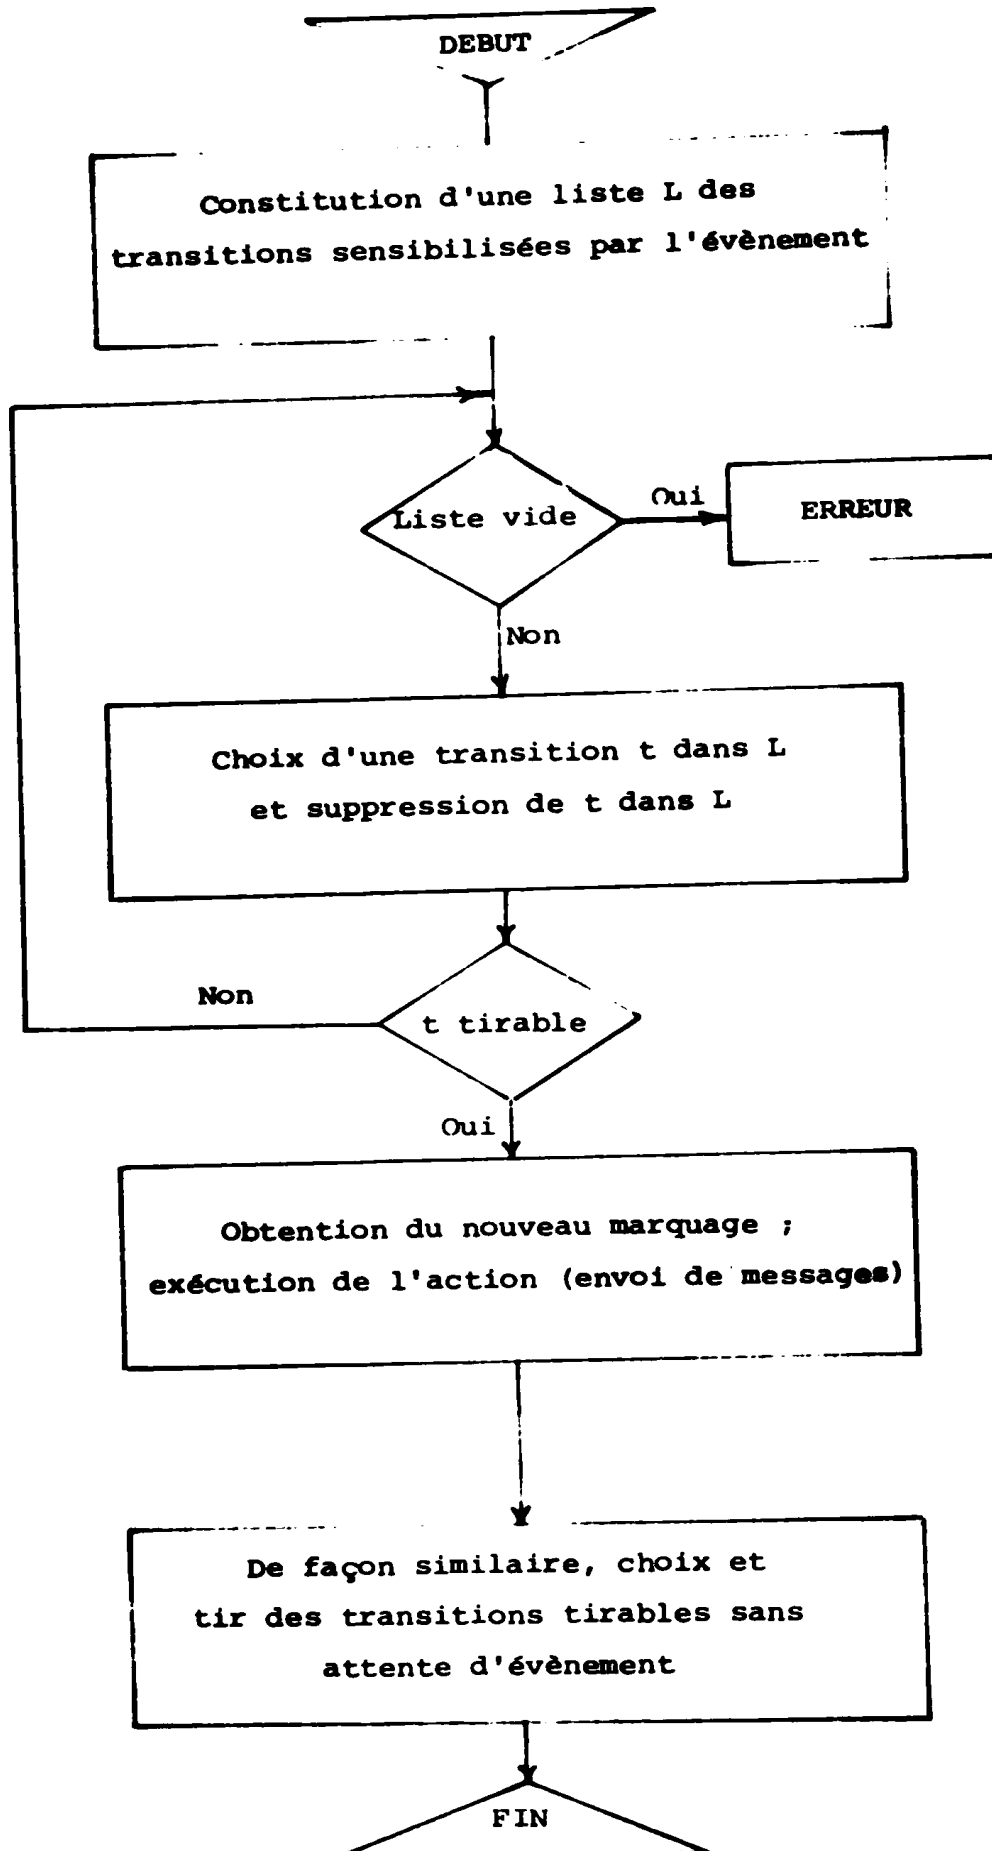 DEBUT
Constitution d'une liste L des
transitions sensibilisées par l'évènement
Liste vide
Oui
ERREUR
Non
Choix d'une transition t dans L
et suppression de t dans L
Non
t tirable
Oui
Obtention du nouveau marquage ;
exécution de l'action (envoi de messages)
De façon similaire, choix et
tir des transitions tirables sans
attente d'évènement
FIN